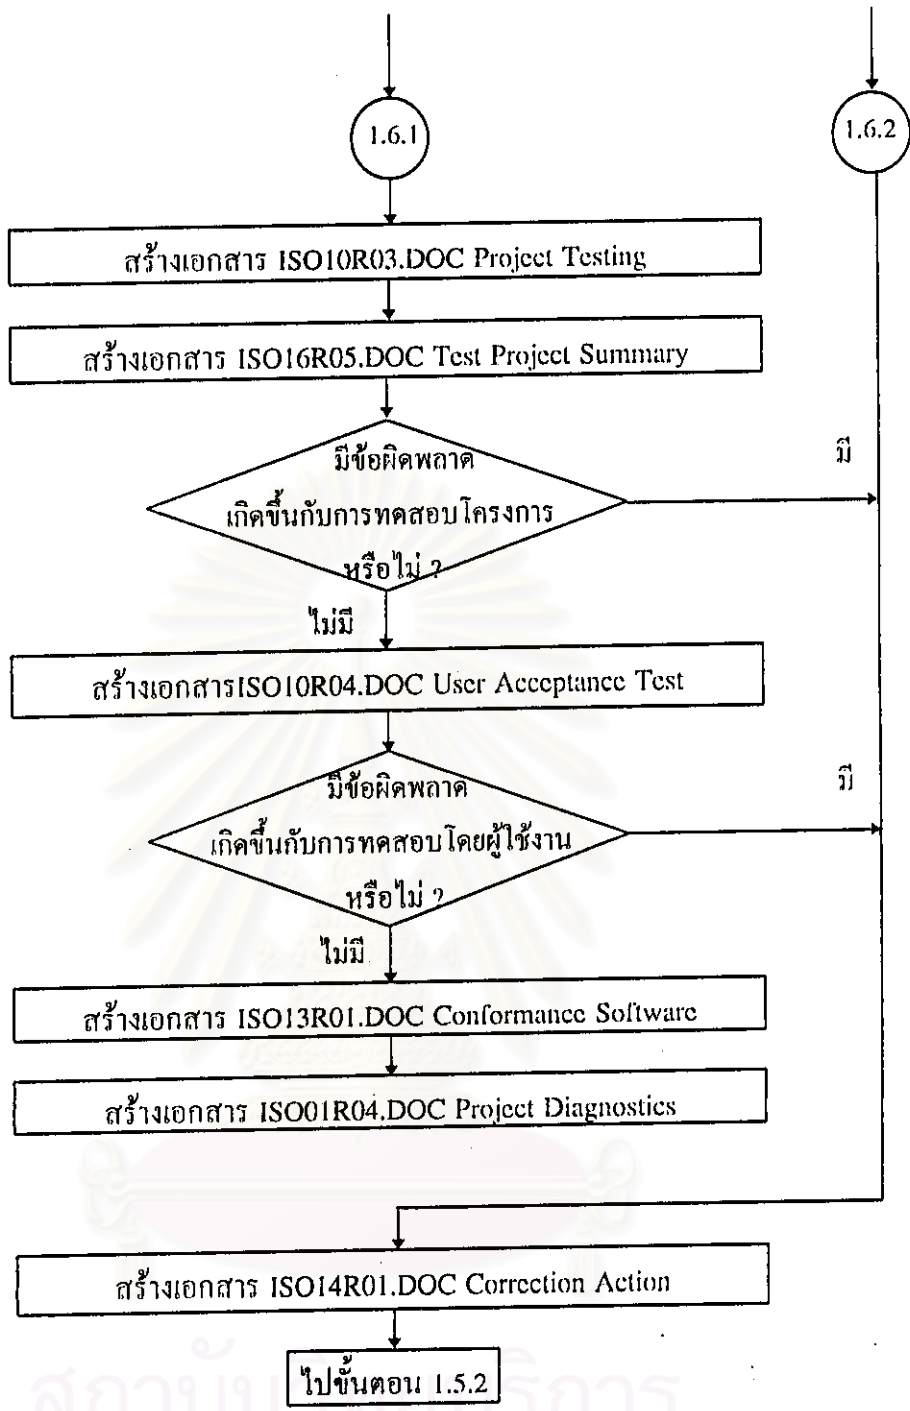 1.6.1
1.6.2
สร้างเอกสาร ISO10R03.DOC Project Testing
สร้างเอกสาร ISO16R05.DOC Test Project Summary
มีข้อผิดพลาด
เกิดขึ้นกับการทดสอบโครงการ
หรือไม่ ?
มี
ไม่มี
สร้างเอกสารISO10R04.DOC User Acceptance Test
มีข้อผิดพลาด
เกิดขึ้นกับการทดสอบโดยผู้ใช้งาน
หรือไม่ ?
มี
ไม่มี
สร้างเอกสาร ISO13R01.DOC Conformance Software
สร้างเอกสาร ISO01R04.DOC Project Diagnostics
สร้างเอกสาร ISO14R01.DOC Correction Action
ไปขั้นตอน 1.5.2